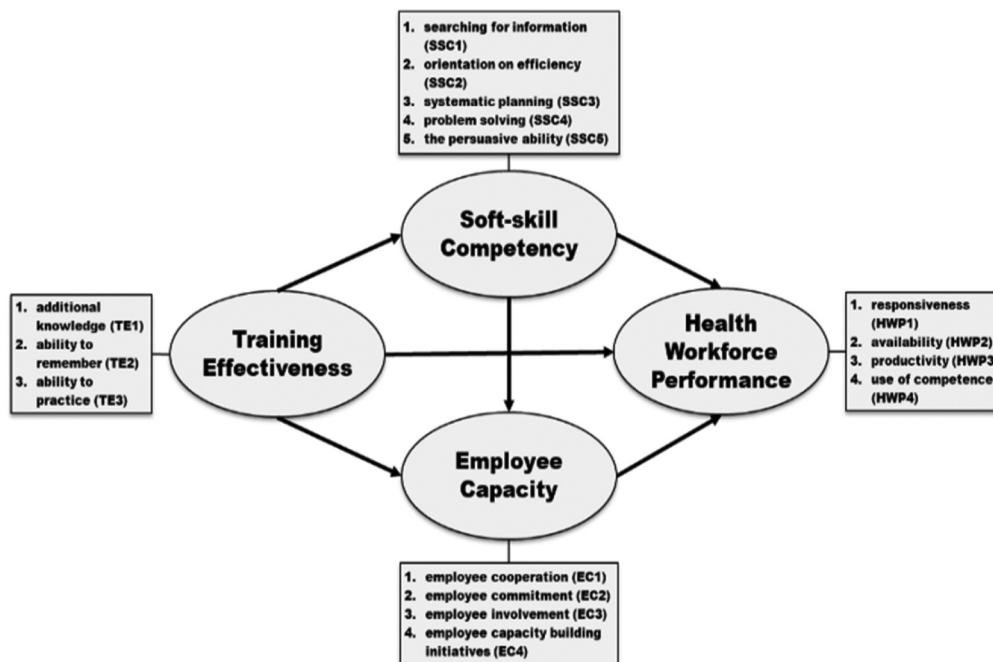 1. searching for information
(SSC1)
2. orientation on efficiency
(SSC2)
3. systematic planning (SSC3)
4. problem solving (SSC4)
5. the persuasive ability (SSC5)
Soft-skill
Competency
1. additional
knowledge (TE1)
2. ability to
remember (TE2)
3. ability to
practice (TE3)
Training
Effectiveness
Health
Workforce
Performance
1. responsiveness
(HWP1)
2. availability (HWP2)
3. productivity (HWP3
4. use of competence
(HWP4)
Employee
Capacity
1. employee cooperation (EC1)
2. employee commitment (EC2)
3. employee involvement (EC3)
4. employee capacity building
initiatives (EC4)